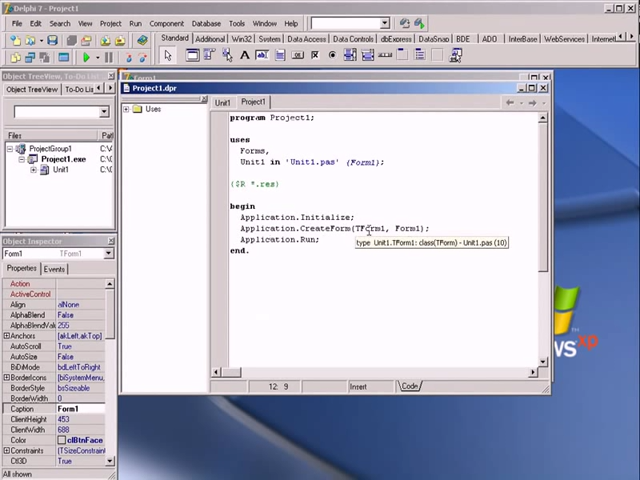 Delphi 7 - Project1
File Edit Search View Project Run Component Database Tools Window Help
Standard Additional Win32 System Data Access Data Controls dbExpress DataSnap BDE ADO InterBase
Object TreeView
To-Do List
Files Path
ProjectGroup1
Project1.exe
Unit1
Object Inspector
Form1
Properties Events
Action
ActiveControl
Align alNone
AlphaBlend False
AlphaBlendValu 255
Anchors [akLeft,akTop]
AutoScroll True
AutoSize False
BiDiMode bdLeftToRight
BorderIcons [biSystemMenu,
BorderStyle bsSizeable
BorderWidth 0
Caption Form1
ClientHeight 453
ClientWidth 688
Color clBtnFace
Constraints (TSizeConstraint
Ctl3D True
All shown
Form1
Project1.dpr
Uses
Unit1 Project1
program Project1;
uses
Forms,
Unit1 in 'Unit1.pas' {Form1};
{$R *.res}
begin
Application.Initialize;
Application.CreateForm(TForm1, Form1);
Application.Run;
end.
type Unit1.TForm1: class(TForm) - Unit1.pas (10)
12: 9 Insert Code
ws xp